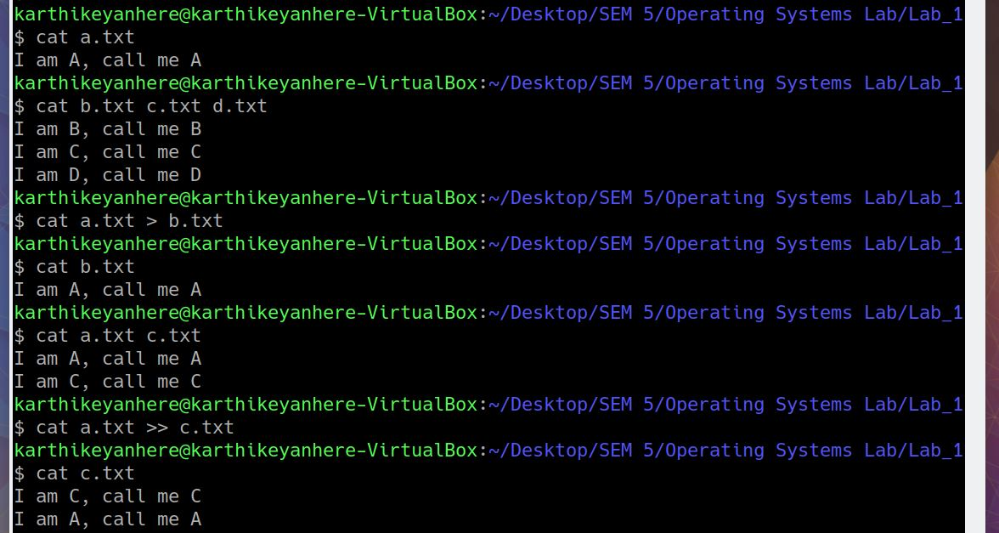 karthikeyanhere@karthikeyanhere-VirtualBox:~/Desktop/SEM 5/Operating Systems Lab/Lab_1
$ cat a.txt
I am A, call me A
karthikeyanhere@karthikeyanhere-VirtualBox:~/Desktop/SEM 5/Operating Systems Lab/Lab_1
$ cat b.txt c.txt d.txt
I am B, call me B
I am C, call me C
I am D, call me D
karthikeyanhere@karthikeyanhere-VirtualBox:~/Desktop/SEM 5/Operating Systems Lab/Lab_1
$ cat a.txt > b.txt
karthikeyanhere@karthikeyanhere-VirtualBox:~/Desktop/SEM 5/Operating Systems Lab/Lab_1
$ cat b.txt
I am A, call me A
karthikeyanhere@karthikeyanhere-VirtualBox:~/Desktop/SEM 5/Operating Systems Lab/Lab_1
$ cat a.txt c.txt
I am A, call me A
I am C, call me C
karthikeyanhere@karthikeyanhere-VirtualBox:~/Desktop/SEM 5/Operating Systems Lab/Lab_1
$ cat a.txt >> c.txt
karthikeyanhere@karthikeyanhere-VirtualBox:~/Desktop/SEM 5/Operating Systems Lab/Lab_1
$ cat c.txt
I am C, call me C
I am A, call me A